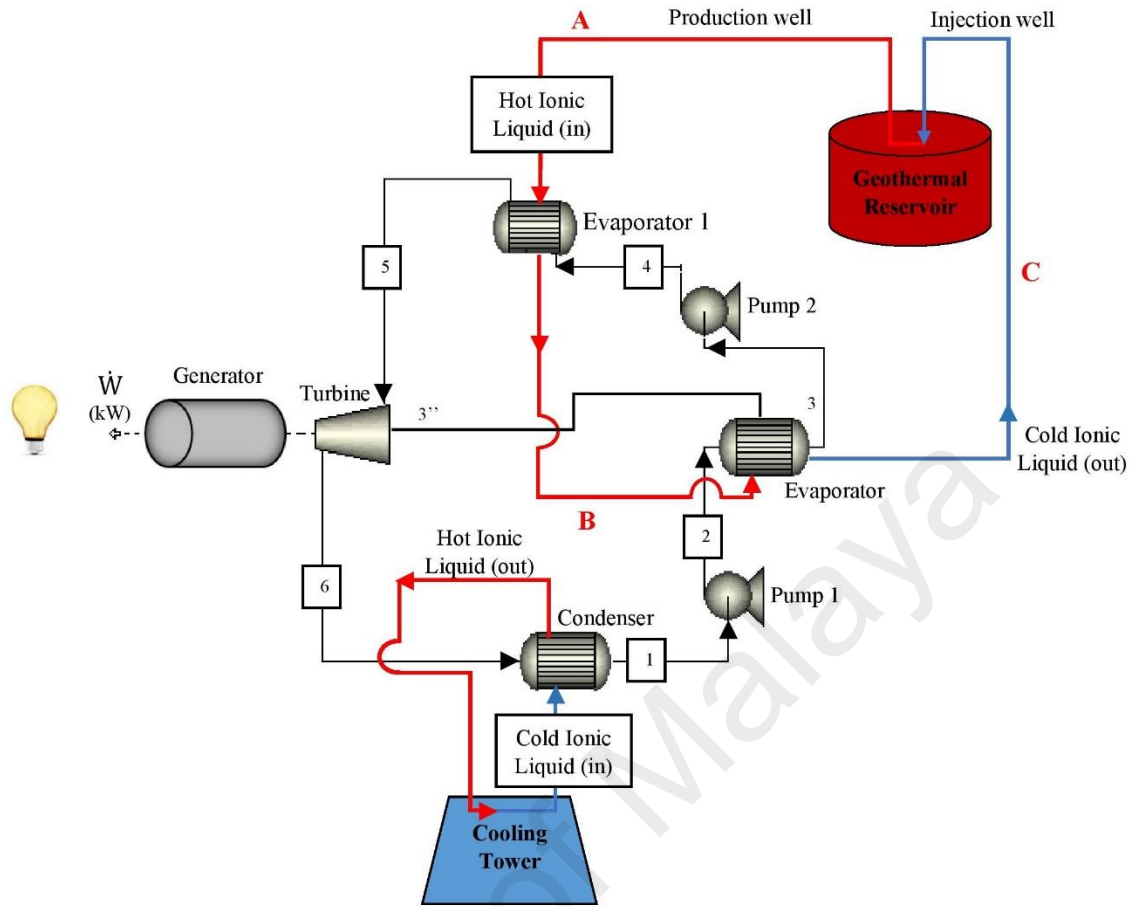 A
Production well
Injection well
Hot Ionic
Liquid (in)
Geothermal
Reservoir
Evaporator 1
5
4
C
Pump 2
Ẇ
(kW)
Generator
Turbine
3’’
3
Cold Ionic
Liquid (out)
Evaporator
B
2
Hot Ionic
Liquid (out)
6
Pump 1
Condenser
1
Cold Ionic
Liquid (in)
Cooling
Tower
of Malaya